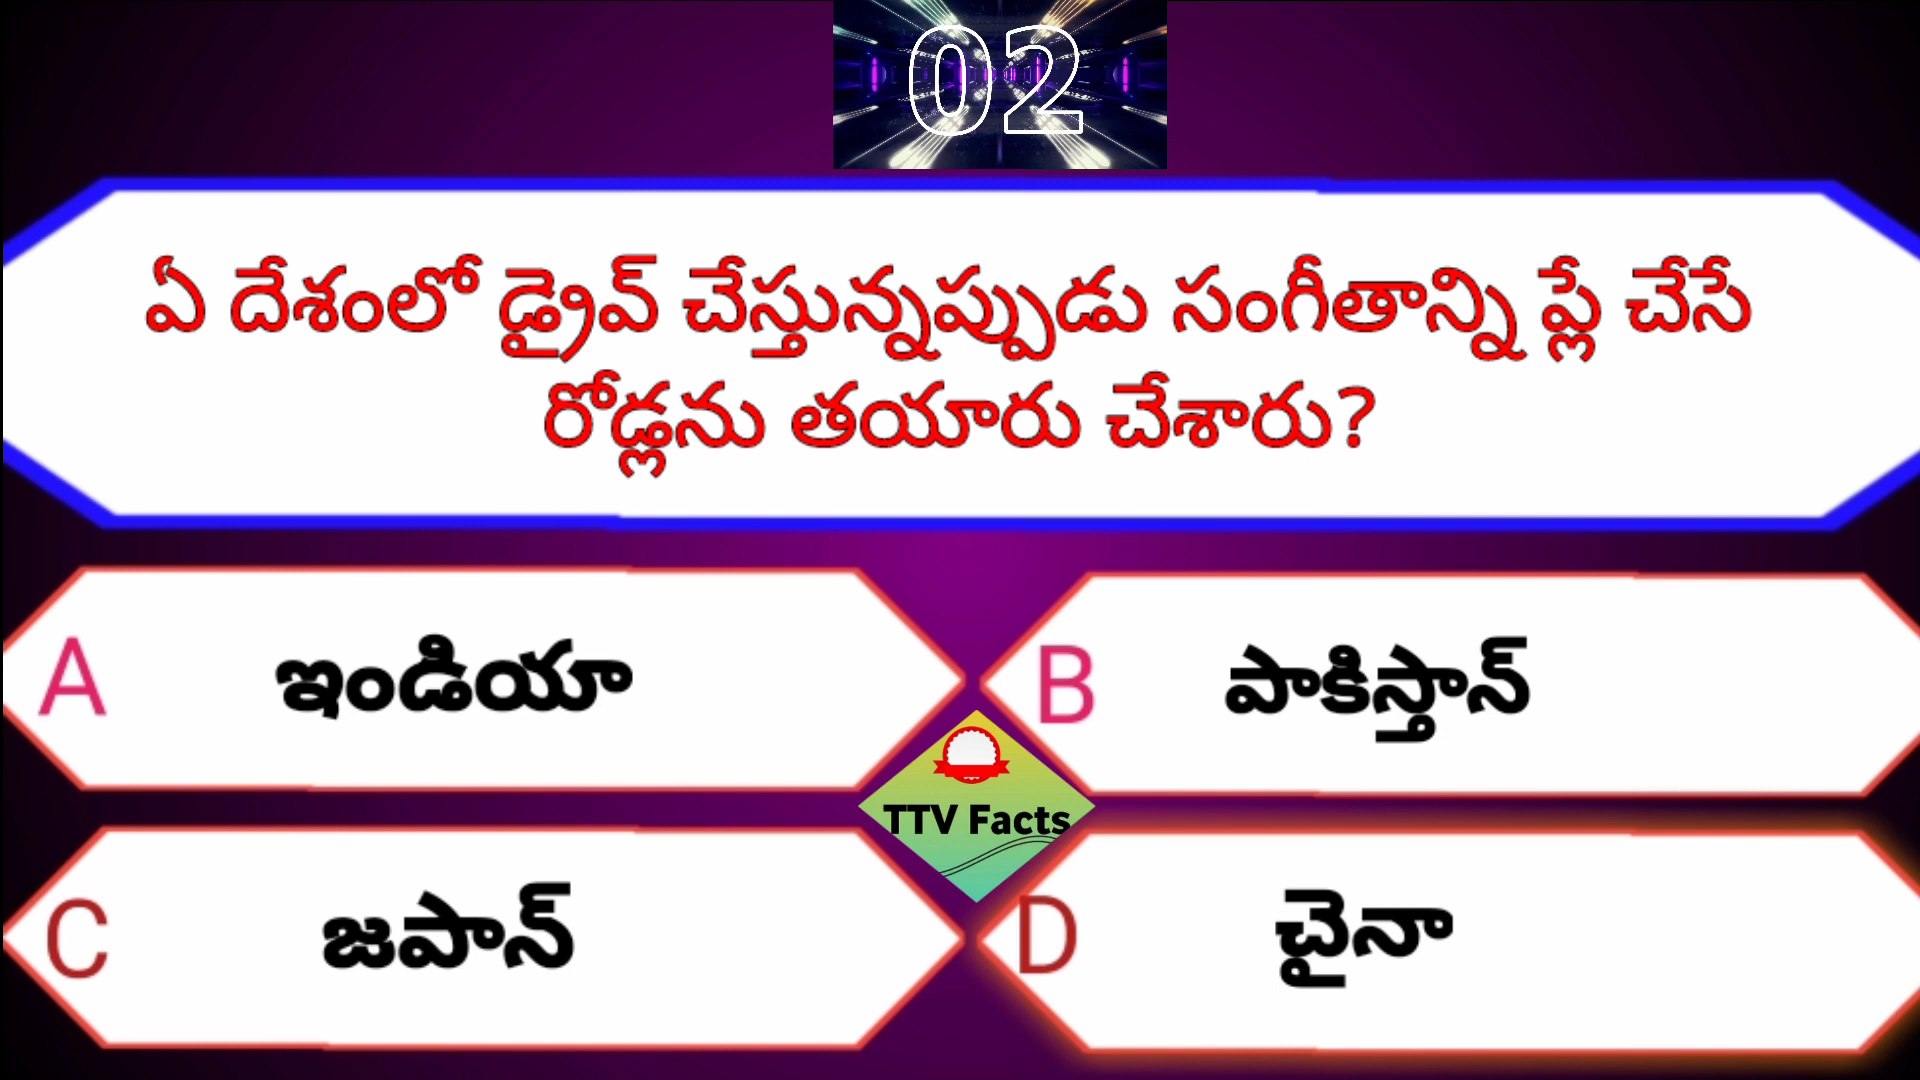 02
ఏ దేశంలో డ్రైవ్ చేస్తున్నప్పుడు సంగీతాన్ని ప్లే చేసే
రోడ్లను తయారు చేశారు?
A ఇండియా
B పాకిస్తాన్
TTV Facts
C జపాన్
D చైనా